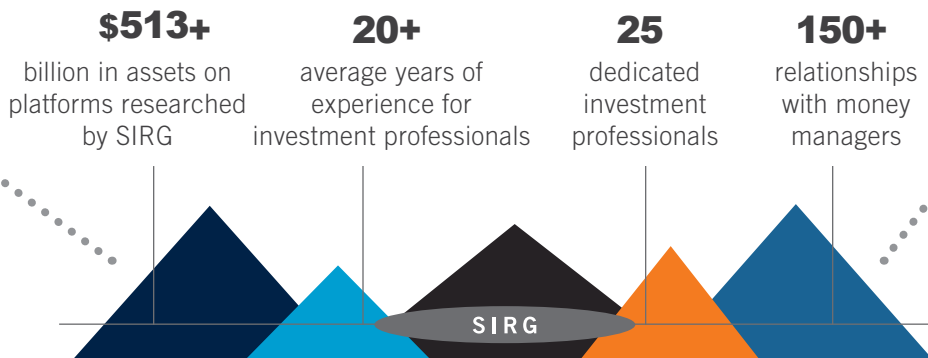 $513+
billion in assets on
platforms researched
by SIRG
20+
average years of
experience for
investment professionals
25
dedicated
investment
professionals
150+
relationships
with money
managers
SIRG